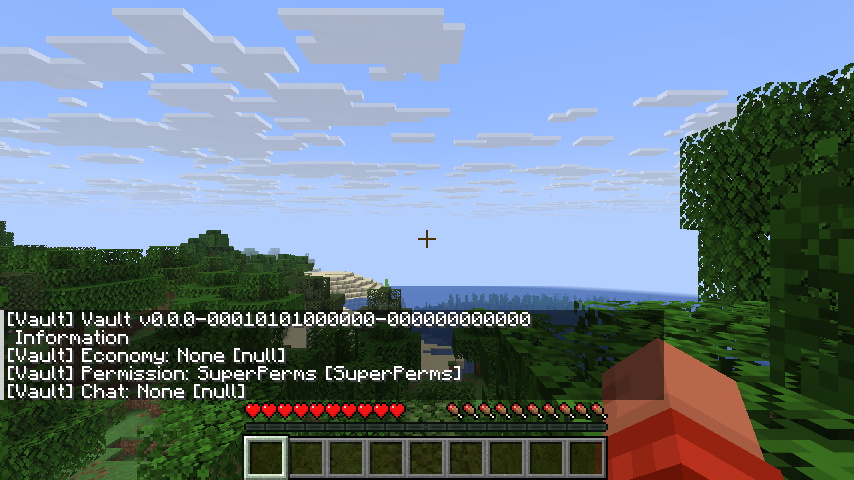 [Vault] Vault v0.0.0-000101010000000-000000000000
Information
[Vault] Economy: None [null]
[Vault] Permission: SuperPerms [SuperPerms]
[Vault] Chat: None [null]